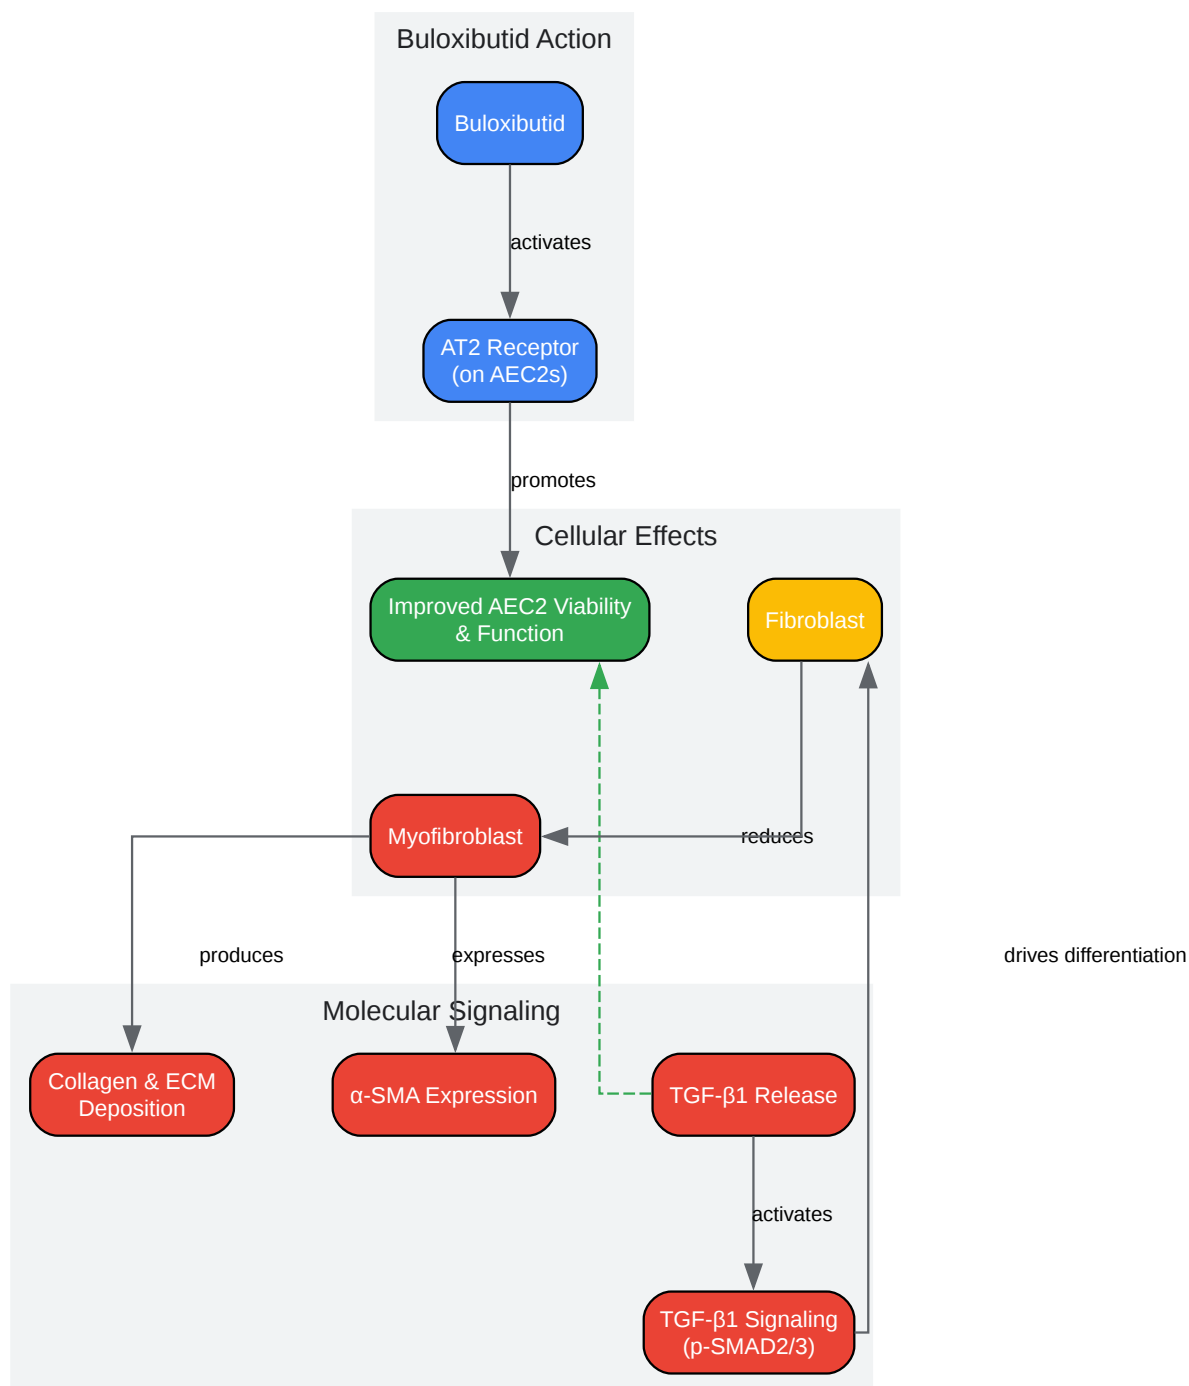 Buloxibutid Action
Buloxibutid
activates
AT2 Receptor
(on AEC2s)
promotes
Cellular Effects
Improved AEC2 Viability
& Function
Fibroblast
Myofibroblast
reduces
produces
expresses
drives differentiation
Molecular Signaling
Collagen & ECM
Deposition
α-SMA Expression
TGF-β1 Release
activates
TGF-β1 Signaling
(p-SMAD2/3)